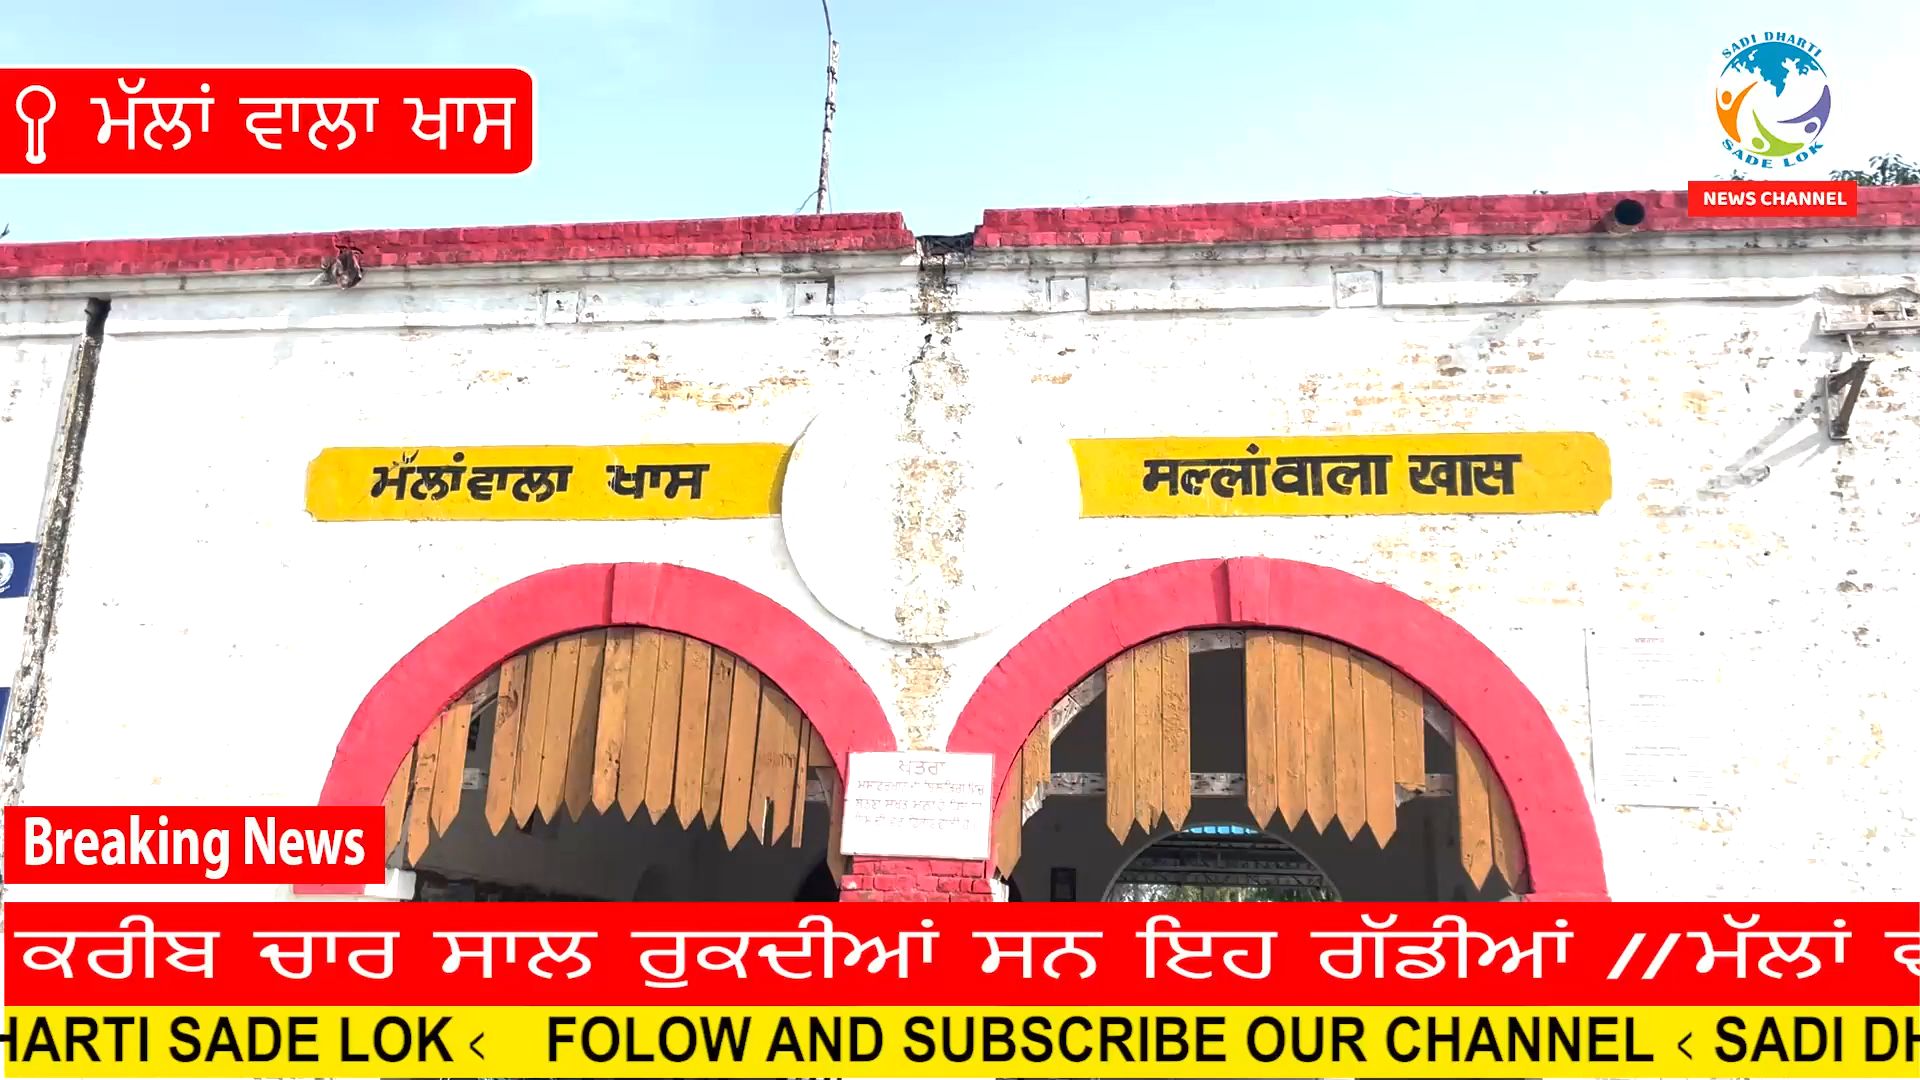 ਮੱਲਾਂ ਵਾਲਾ ਖਾਸ
SADI DHARTI
SADE LOK
NEWS CHANNEL
ਮੱਲਾਂਵਾਲਾ ਖਾਸ
मल्लांवाला खास
ਖ਼ਤਰਾ
Breaking News
ਕਰੀਬ ਚਾਰ ਸਾਲ ਰੁਕਦੀਆਂ ਸਨ ਇਹ ਗੱਡੀਆਂ //ਮੱਲਾਂ
HARTI SADE LOK < FOLOW AND SUBSCRIBE OUR CHANNEL < SADI DH